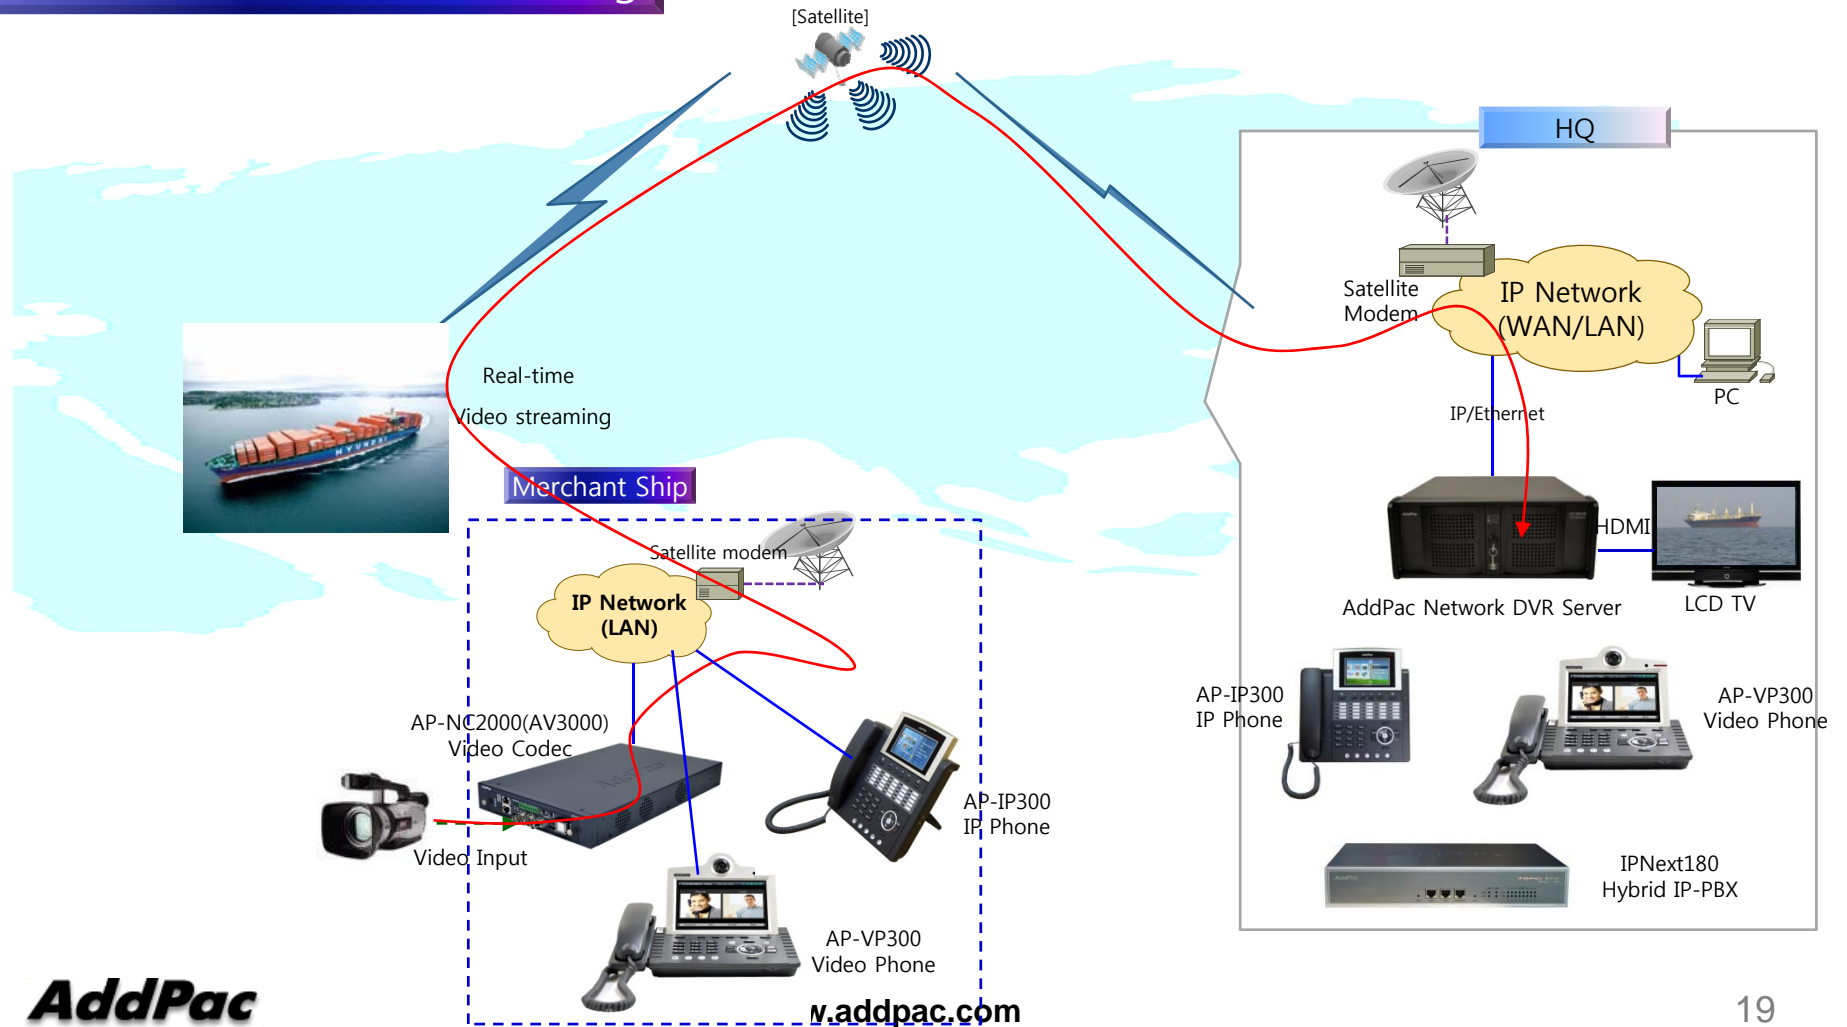 [Satellite]
HQ
Satellite
Modem
IP Network
(WAN/LAN)
PC
IP/Ethernet
Real-time
Video streaming
HYUNDAI
Merchant Ship
Satellite modem
IP Network
(LAN)
HDMI
AddPac Network DVR Server
LCD TV
AP-NC2000(AV3000)
Video Codec
AddPac
AP-IP300
IP Phone
AP-VP300
Video Phone
Video Input
AP-IP300
IP Phone
IPNext180
Hybrid IP-PBX
AP-VP300
Video Phone
AddPac
w.addpac.com
19